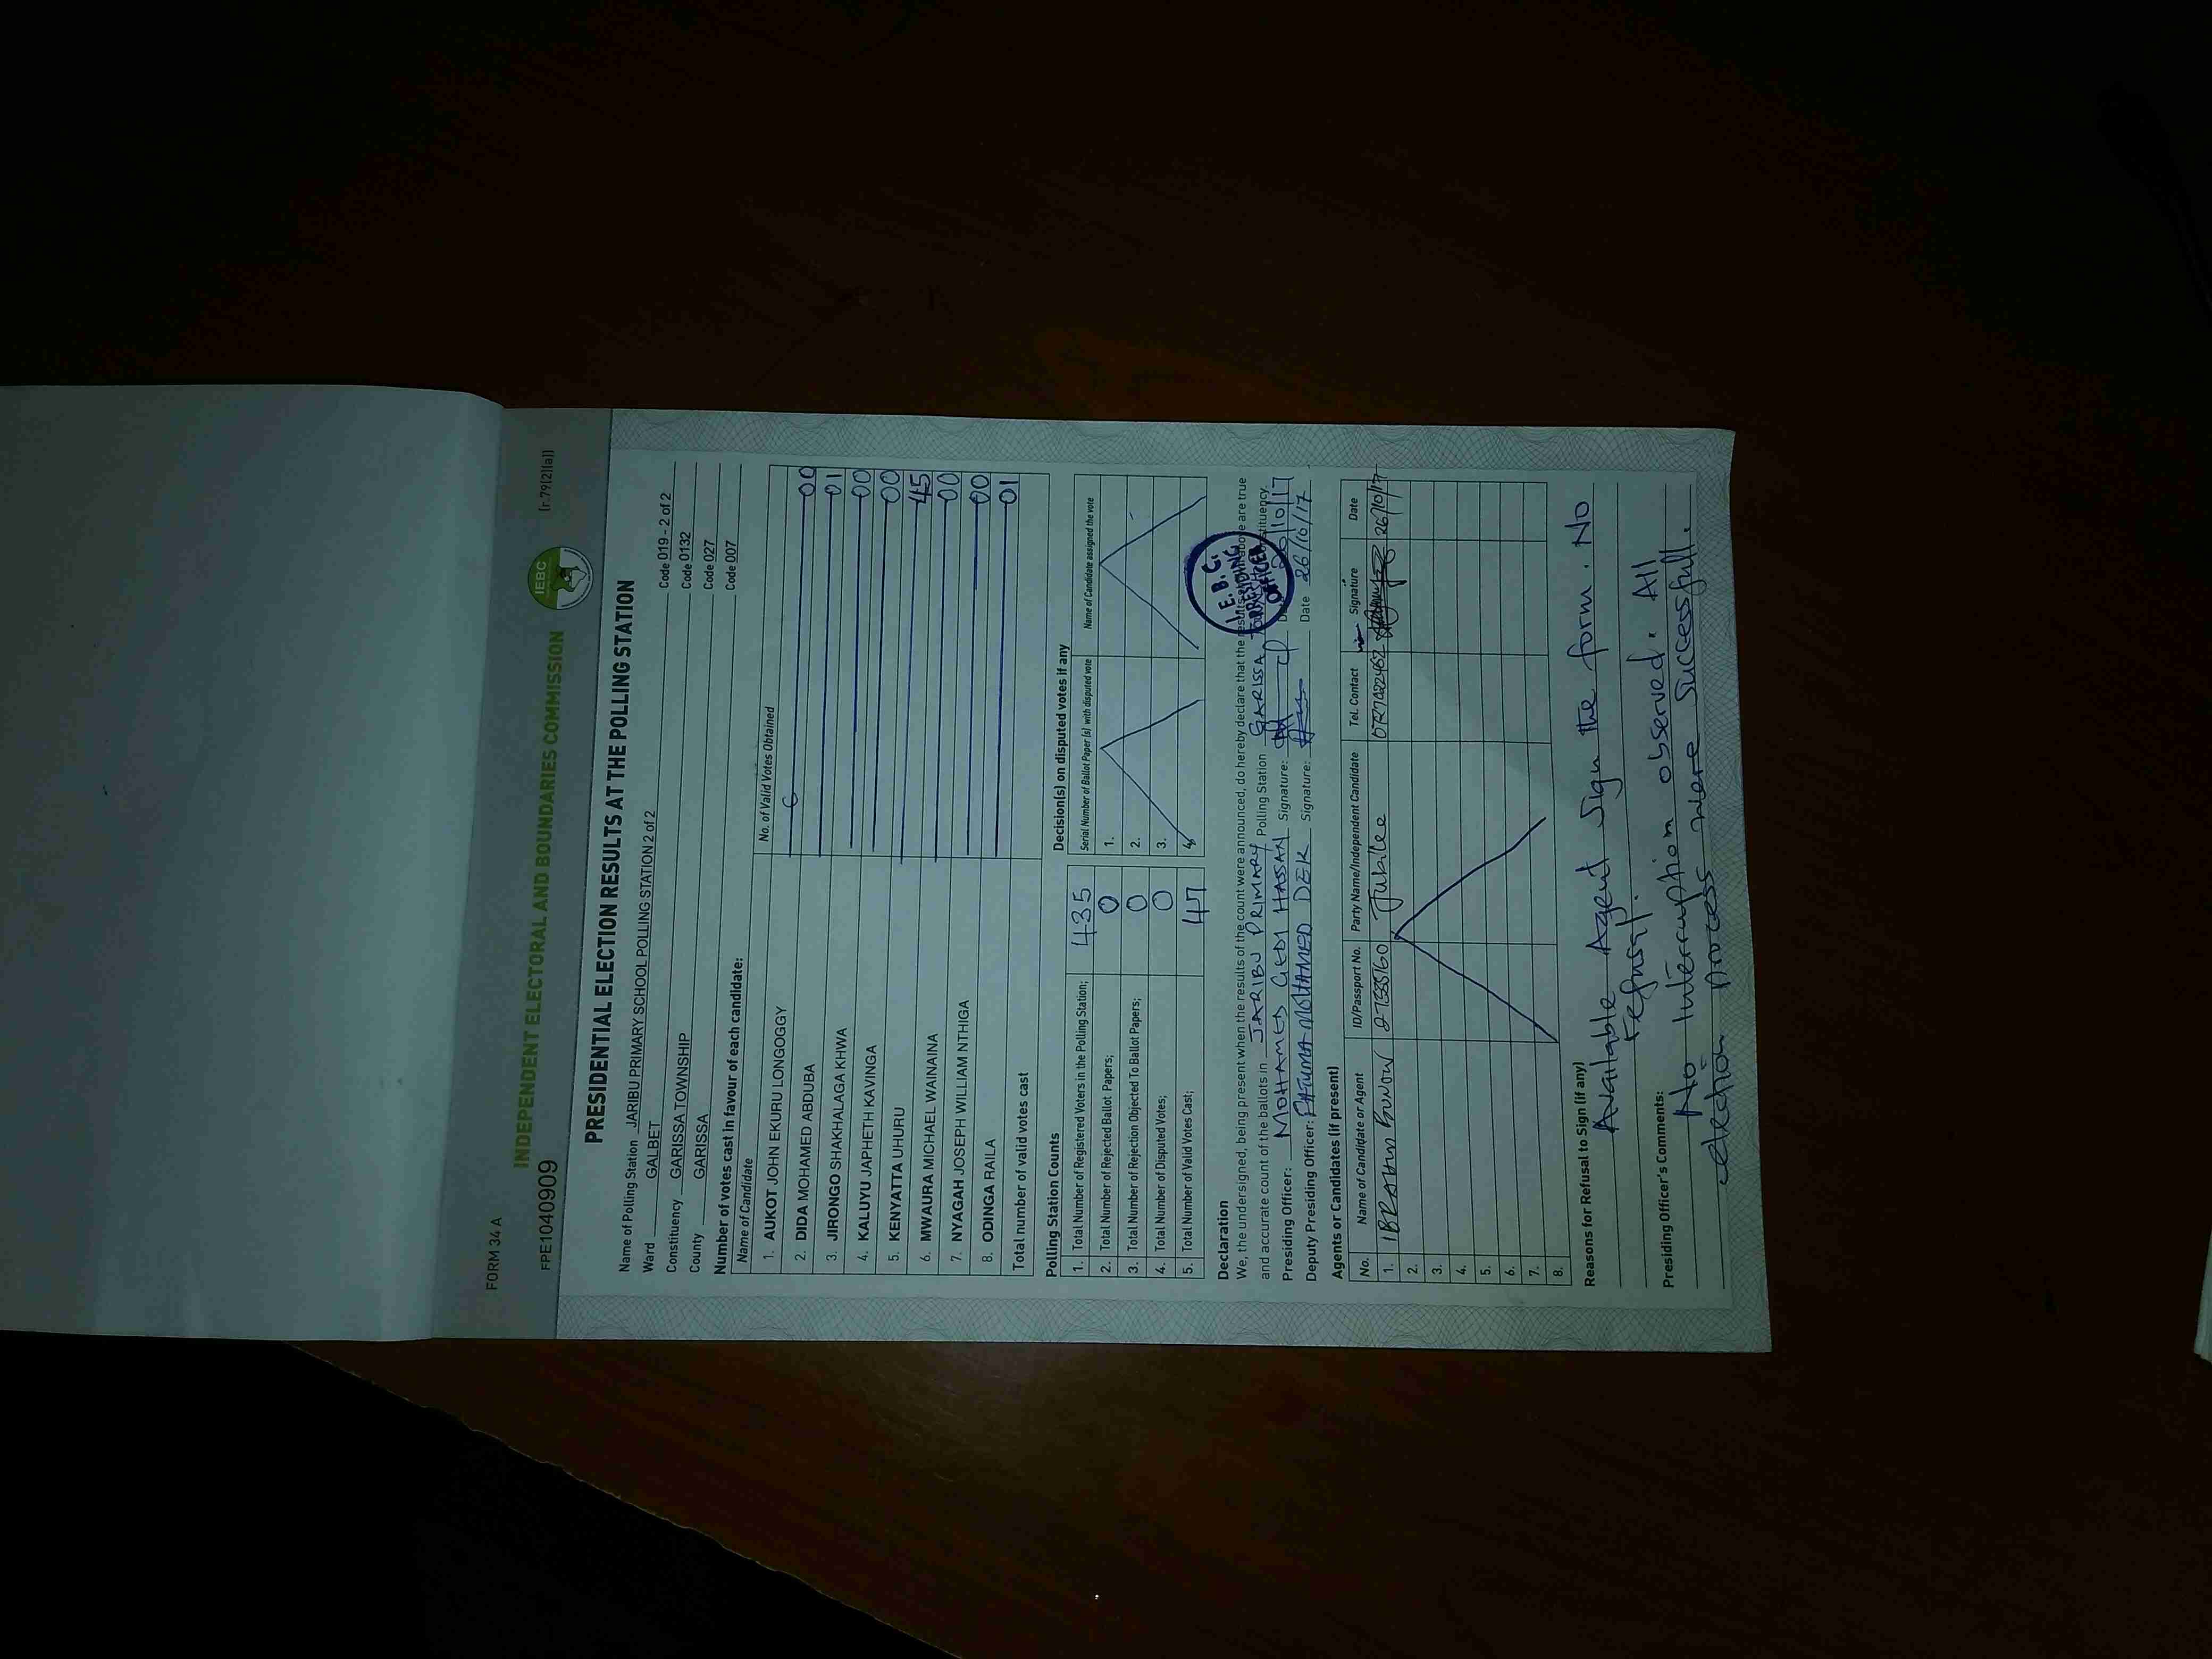 FORM 34 A
INDEPENDENT ELECTORAL AND BOUNDARIES COMMISSION
IEBC
(r.79(2)(a))
FPE1040909
PRESIDENTIAL ELECTION RESULTS AT THE POLLING STATION
Name of Polling Station JARIBU PRIMARY SCHOOL POLLING STATION 2 of 2 Code 019 - 2 of 2
Ward GALBET Code 0132
Constituency GARISSA TOWNSHIP Code 027
County GARISSA Code 007
Number of votes cast in favour of each candidate:
Name of Candidate No. of Valid Votes Obtained
1. AUKOT JOHN EKURU LONGOGGY 00
2. DIDA MOHAMED ABDUBA 01
3. JIRONGO SHAKHALAGA KHWA 00
4. KALUYU JAPHETH KAVINGA 00
5. KENYATTA UHURU 45
6. MWAURA MICHAEL WAINAINA 00
7. NYAGAH JOSEPH WILLIAM NTHIGA 00
8. ODINGA RAILA 01
Total number of valid votes cast
Polling Station Counts
1. Total Number of Registered Voters in the Polling Station; 435
2. Total Number of Rejected Ballot Papers; 0
3. Total Number of Rejection Objected To Ballot Papers; 0
4. Total Number of Disputed Votes; 0
5. Total Number of Valid Votes Cast; 47
Decision(s) on disputed votes if any
Serial Number of Ballot Paper (s) with disputed vote Name of Candidate assigned the vote
1.
2.
3.
4.
Declaration
We, the undersigned, being present when the results of the count were announced, do hereby declare that the results shown above are true
and accurate count of the ballots in JARIBU PRIMARY Polling Station GARISSA Constituency.
Presiding Officer: MOHAMED GEDI HASSAN Signature: Date 26/10/17
Deputy Presiding Officer: FATUMA MOHAMED DEK Signature: Date 26/10/17
I.E.B.C.
PRESIDING
OFFICER
Agents or Candidates (if present)
No. Name of Candidate or Agent ID/Passport No. Party Name/Independent Candidate Tel. Contact Signature Date
1. IBRAHIM Jubilee 26/10/17
2.
3.
4.
5.
6.
7.
8.
Reasons for Refusal to Sign (if any)
Available Agent Sign the form. No
refusal.
Presiding Officer's Comments:
No Interruption observed. All
election process were Successfull.